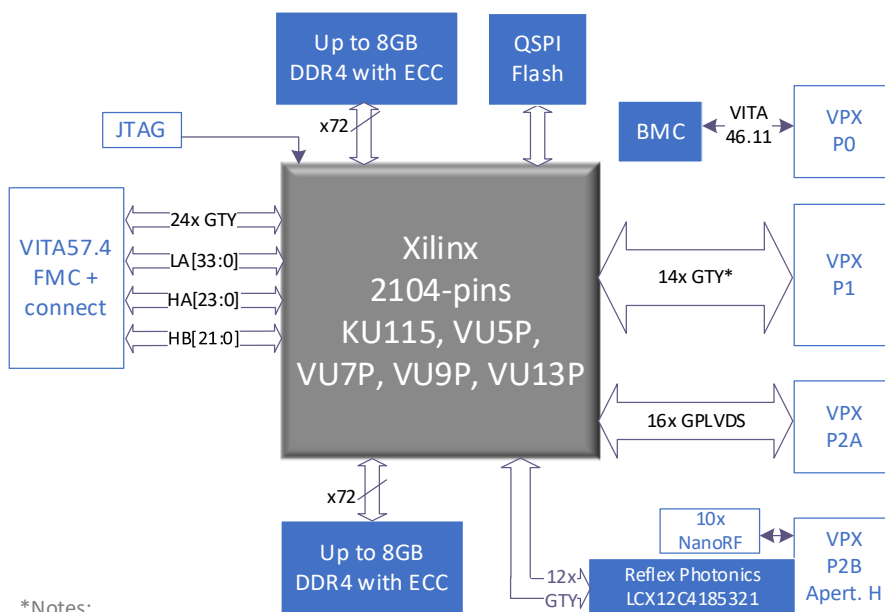 Up to 8GB
DDR4 with ECC
QSPI
Flash
JTAG
x72
BMC
VITA
46.11
VPX
P0
VITA57.4
FMC +
connect
24x GTY
LA[33:0]
HA[23:0]
HB[21:0]
Xilinx
2104-pins
KU115, VU5P,
VU7P, VU9P, VU13P
14x GTY*
VPX
P1
16x GPLVDS
VPX
P2A
x72
Up to 8GB
DDR4 with ECC
12x
GTY
10x
NanoRF
Reflex Photonics
LCX12C4185321
VPX
P2B
Apert. H
*Notes: